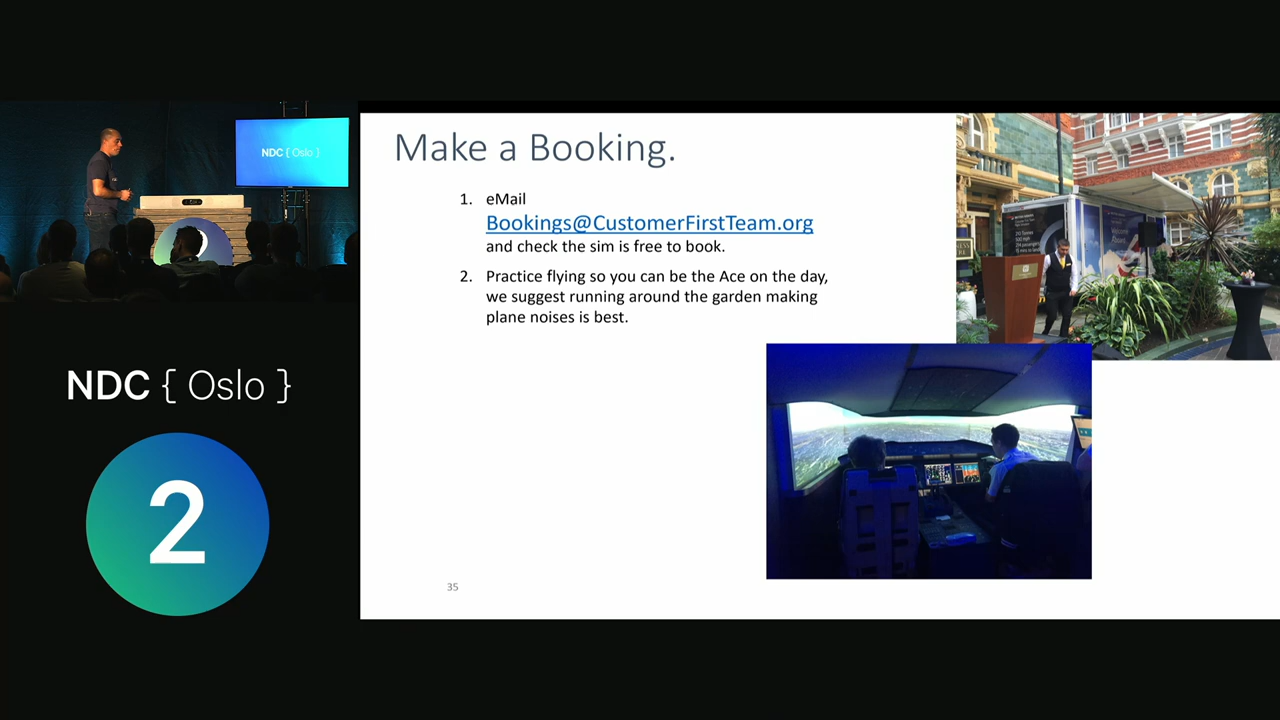 NDC { Oslo }
NDC { Oslo }
2
Make a Booking.
1. eMail
Bookings@CustomerFirstTeam.org
and check the sim is free to book.
2. Practice flying so you can be the Ace on the day,
we suggest running around the garden making
plane noises is best.
35